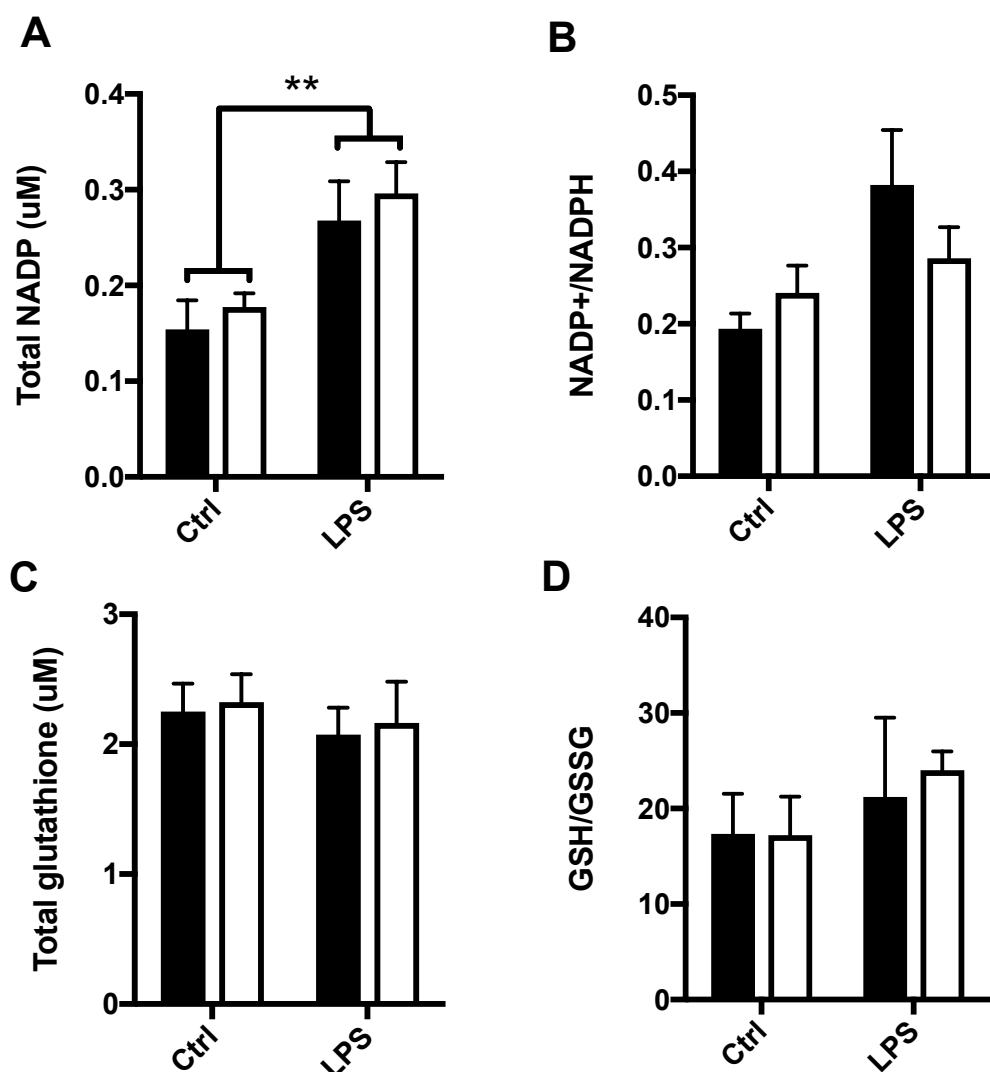 A
Total NADP (uM)
0.4
0.3
0.2
0.1
0.0
**
Ctrl
LPS
B
NADP+/NADPH
0.5
0.4
0.3
0.2
0.1
0.0
Ctrl
LPS
C
Total glutathione (uM)
3
2
1
0
Ctrl
LPS
D
GSH/GSSG
40
30
20
10
0
Ctrl
LPS